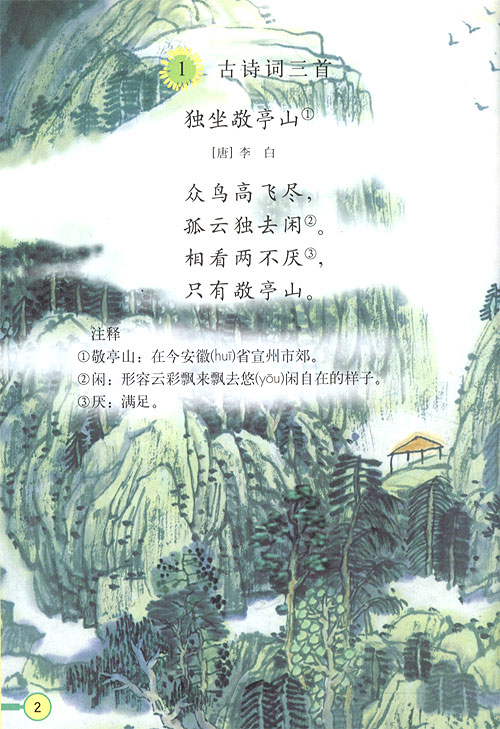 1 古诗词三首
独坐敬亭山①
[唐] 李 白
众鸟高飞尽，
孤云独去闲②。
相看两不厌③，
只有敬亭山。
注释
①敬亭山：在今安徽(huī)省宣州市郊。
②闲：形容云彩飘来飘去悠(yōu)闲自在的样子。
③厌：满足。
2